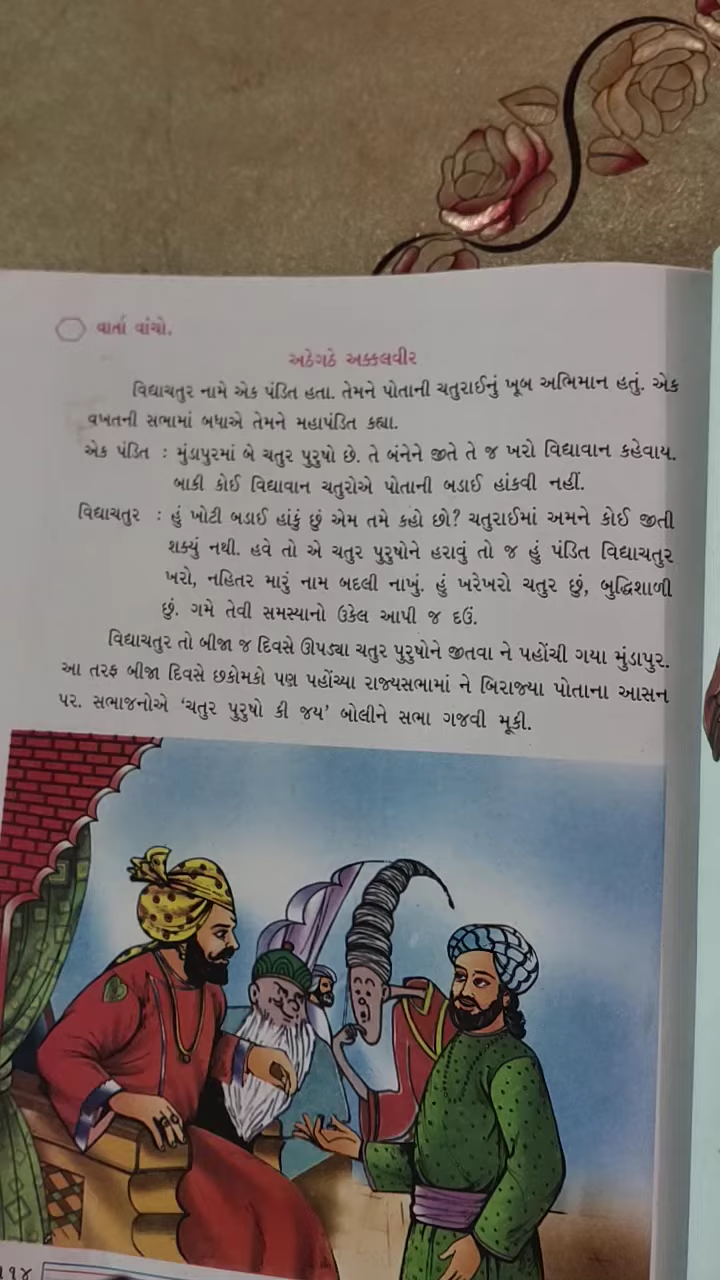 વાર્તા વાંચો.
અઠેગઠે અક્કલવીર
વિદ્યાચતુર નામે એક પંડિત હતા. તેમને પોતાની ચતુરાઈનું ખૂબ અભિમાન હતું. એક
વખતની સભામાં બધાએ તેમને મહાપંડિત કહ્યા.
એક પંડિત : મુંડાપુરમાં બે ચતુર પુરુષો છે. તે બંનેને જીતે તે જ ખરો વિદ્યાવાન કહેવાય.
બાકી કોઈ વિદ્યાવાન ચતુરોએ પોતાની બડાઈ હાંકવી નહીં.
વિદ્યાચતુર : હું ખોટી બડાઈ હાંકું છું એમ તમે કહો છો? ચતુરાઈમાં અમને કોઈ જીતી
શક્યું નથી. હવે તો એ ચતુર પુરુષોને હરાવું તો જ હું પંડિત વિદ્યાચતુર
ખરો, નહિતર મારું નામ બદલી નાખું. હું ખરેખરો ચતુર છું, બુદ્ધિશાળી
છું. ગમે તેવી સમસ્યાનો ઉકેલ આપી જ દઉં.
વિદ્યાચતુર તો બીજા જ દિવસે ઊપડ્યા ચતુર પુરુષોને જીતવા ને પહોંચી ગયા મુંડાપુર.
આ તરફ બીજા દિવસે છકોમકો પણ પહોંચ્યા રાજ્યસભામાં ને બિરાજ્યા પોતાના આસન
પર. સભાજનોએ ‘ચતુર પુરુષો કી જય’ બોલીને સભા ગજવી મૂકી.
૧૧૪